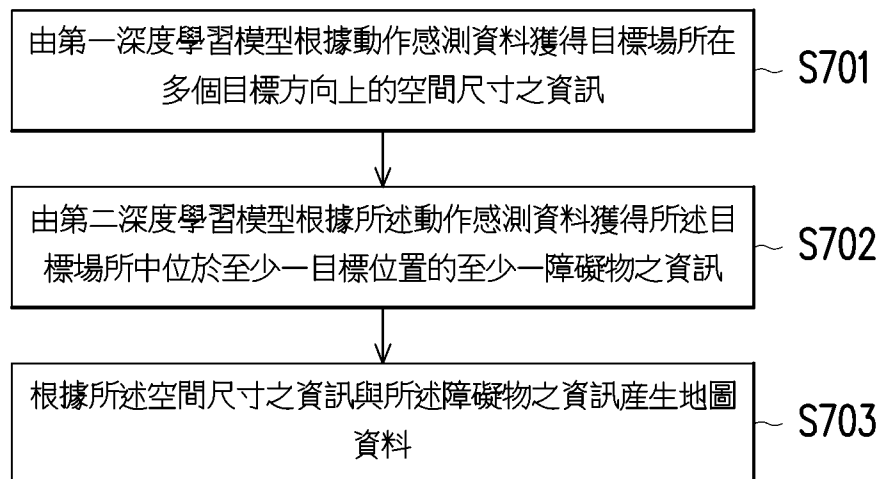 由第一深度學習模型根據動作感測資料獲得目標場所在
多個目標方向上的空間尺寸之資訊
S701
由第二深度學習模型根據所述動作感測資料獲得所述目
標場所中位於至少一目標位置的至少一障礙物之資訊
S702
根據所述空間尺寸之資訊與所述障礙物之資訊產生地圖
資料
S703